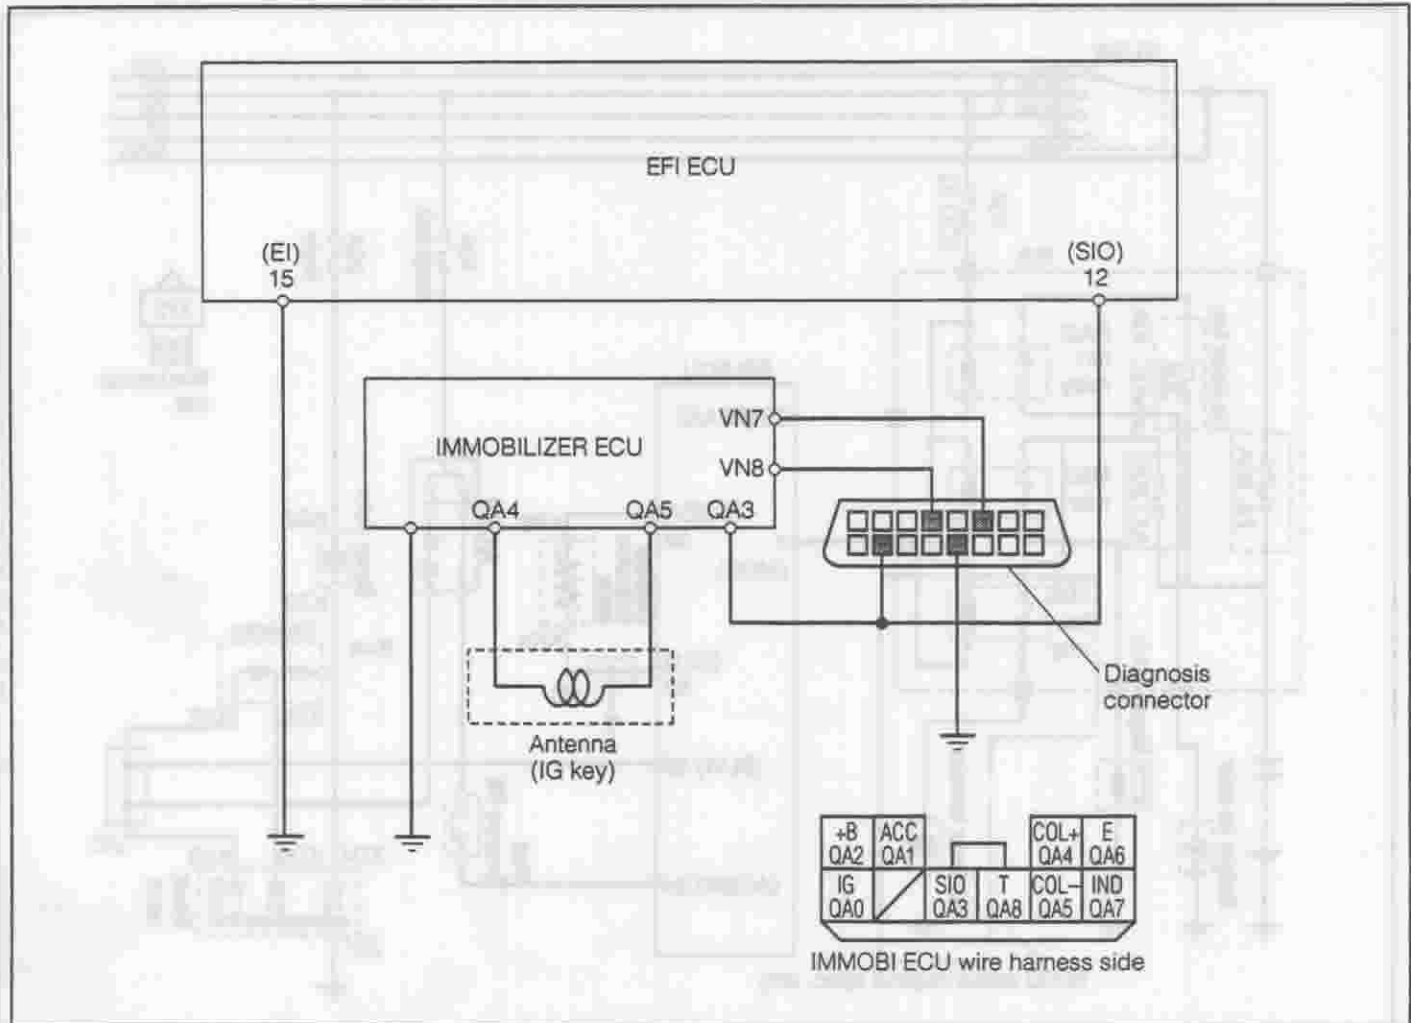 EFI ECU
(EI)
15
(SIO)
12
VN7
IMMOBILIZER ECU
VN8
QA4
QA5
QA3
Diagnosis
connector
Antenna
(IG key)
+B
QA2
ACC
QA1
COL+
QA4
E
QA6
IG
QA0
SIO
QA3
T
QA8
COL–
QA5
IND
QA7
IMMOBI ECU wire harness side